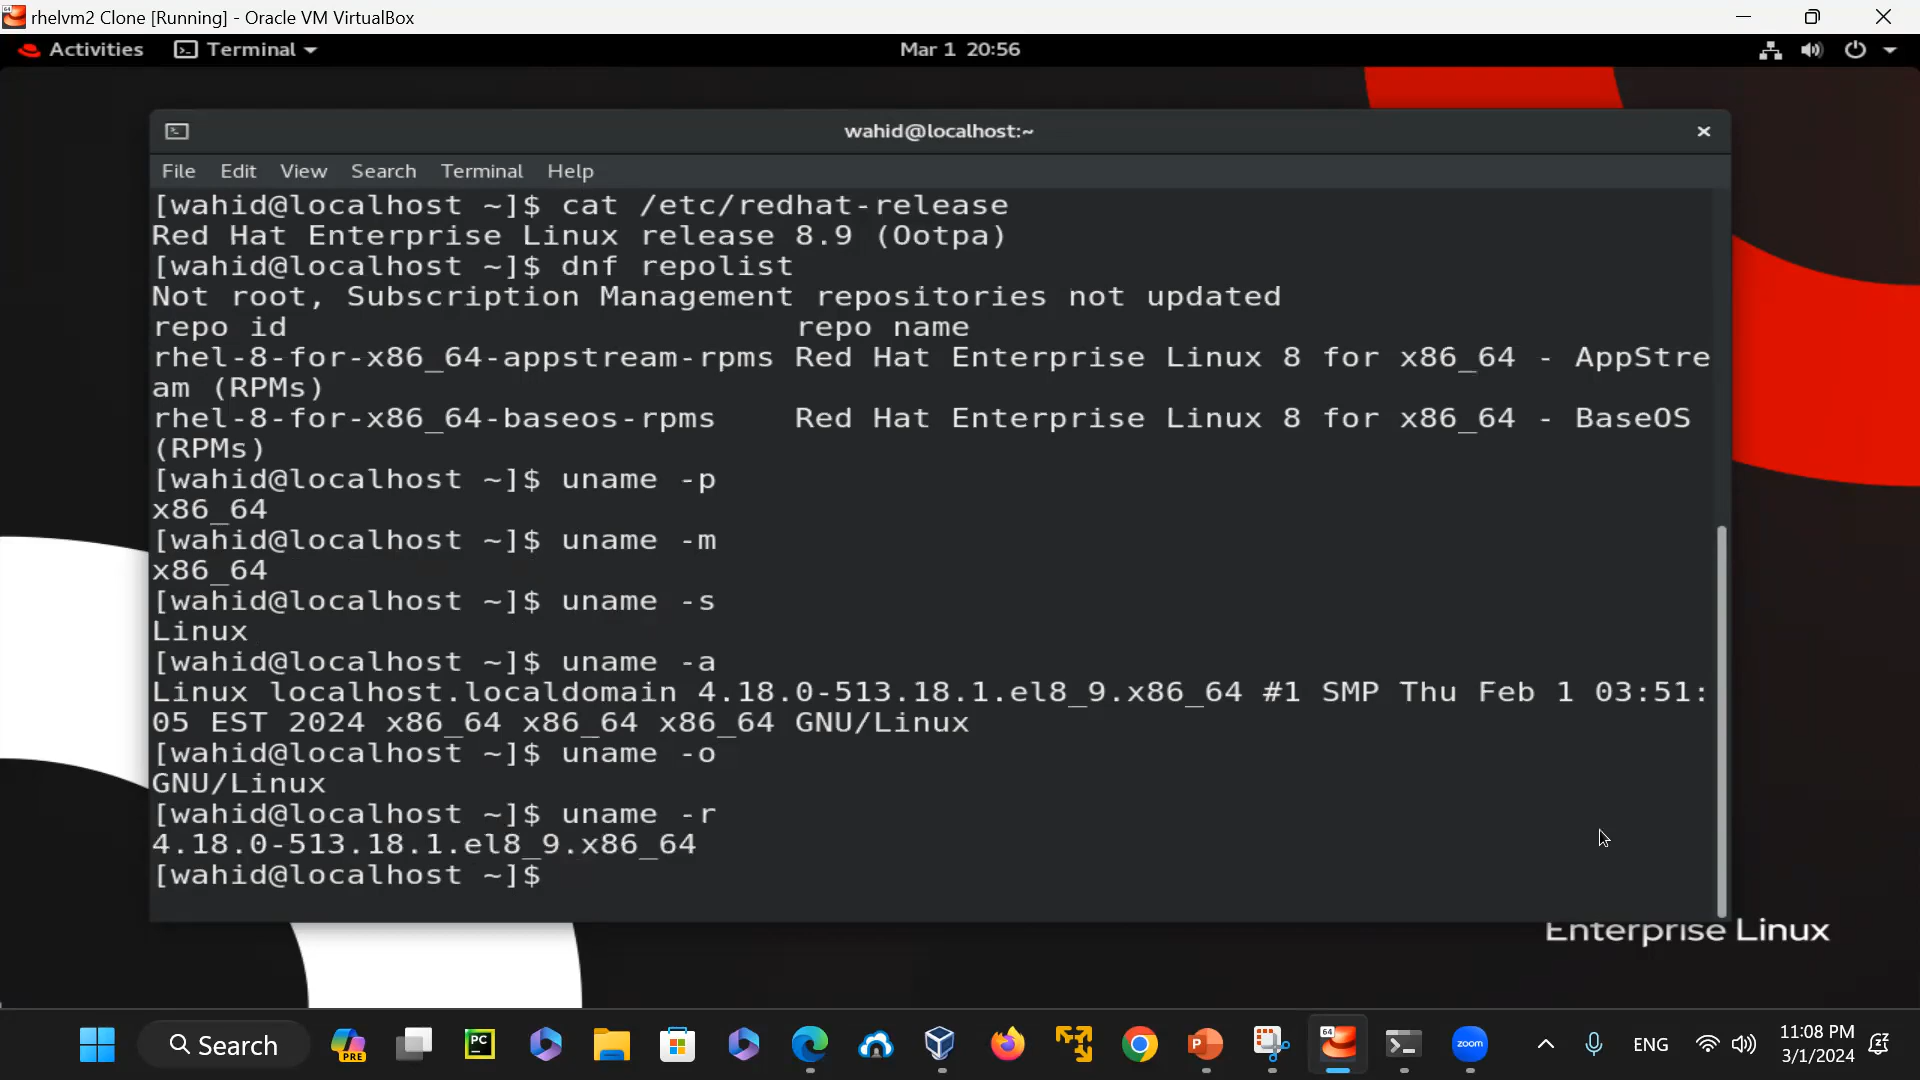 rhelvm2 Clone [Running] - Oracle VM VirtualBox
Activities Terminal Mar 1 20:56
wahid@localhost:~
File Edit View Search Terminal Help
[wahid@localhost ~]$ cat /etc/redhat-release
Red Hat Enterprise Linux release 8.9 (Ootpa)
[wahid@localhost ~]$ dnf repolist
Not root, Subscription Management repositories not updated
repo id repo name
rhel-8-for-x86_64-appstream-rpms Red Hat Enterprise Linux 8 for x86_64 - AppStre
am (RPMs)
rhel-8-for-x86_64-baseos-rpms Red Hat Enterprise Linux 8 for x86_64 - BaseOS
(RPMs)
[wahid@localhost ~]$ uname -p
x86_64
[wahid@localhost ~]$ uname -m
x86_64
[wahid@localhost ~]$ uname -s
Linux
[wahid@localhost ~]$ uname -a
Linux localhost.localdomain 4.18.0-513.18.1.el8_9.x86_64 #1 SMP Thu Feb 1 03:51:
05 EST 2024 x86_64 x86_64 x86_64 GNU/Linux
[wahid@localhost ~]$ uname -o
GNU/Linux
[wahid@localhost ~]$ uname -r
4.18.0-513.18.1.el8_9.x86_64
[wahid@localhost ~]$
Enterprise Linux
Search PRE PC P 64 zoom ENG 11:08 PM
3/1/2024